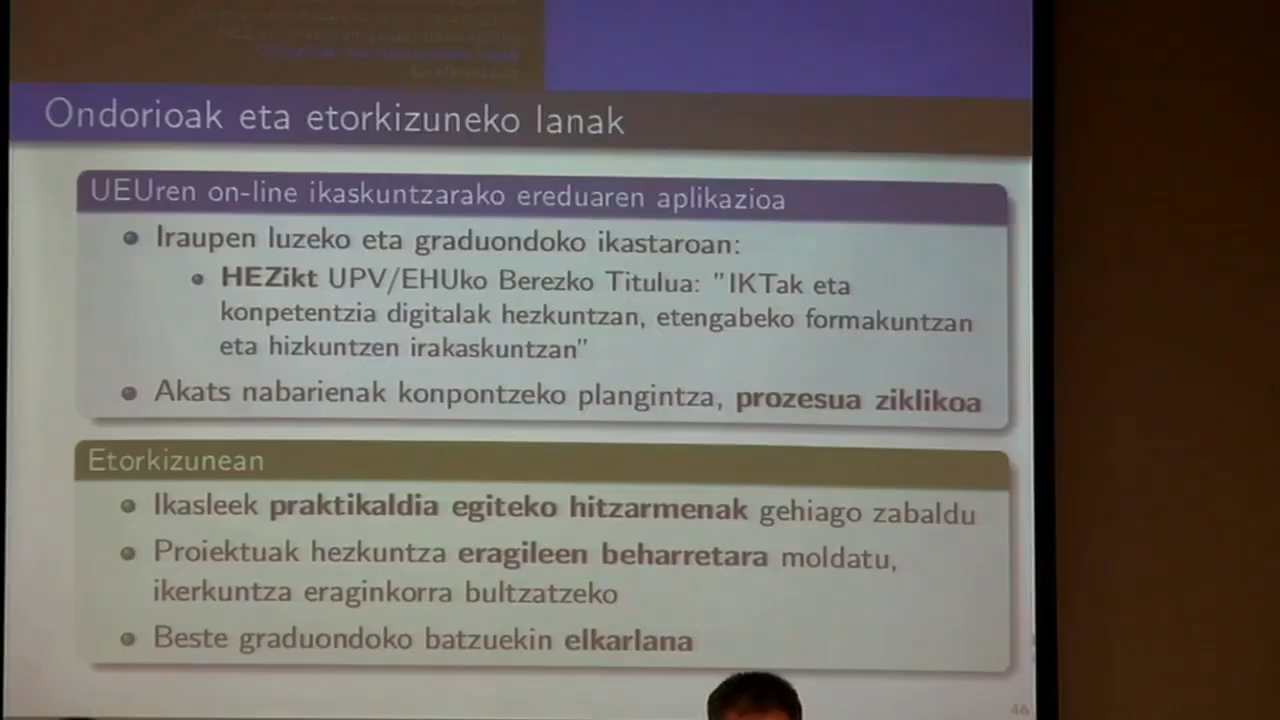 Ondorioak eta etorkizuneko lanak
UEUren on-line ikaskuntzarako ereduaren aplikazioa
Iraupen luzeko eta graduondoko ikastaroan:
HEZikt UPV/EHUko Berezko Titulua: "IKTak eta
konpetentzia digitalak hezkuntzan, etengabeko formakuntzan
eta hizkuntzen irakaskuntzan"
Akats nabarienak konpontzeko plangintza, prozesua ziklikoa
Etorkizunean
Ikasleek praktikaldia egiteko hitzarmenak gehiago zabaldu
Proiektuak hezkuntza eragileen beharretara moldatu,
ikerkuntza eraginkorra bultzatzeko
Beste graduondoko batzuekin elkarlana